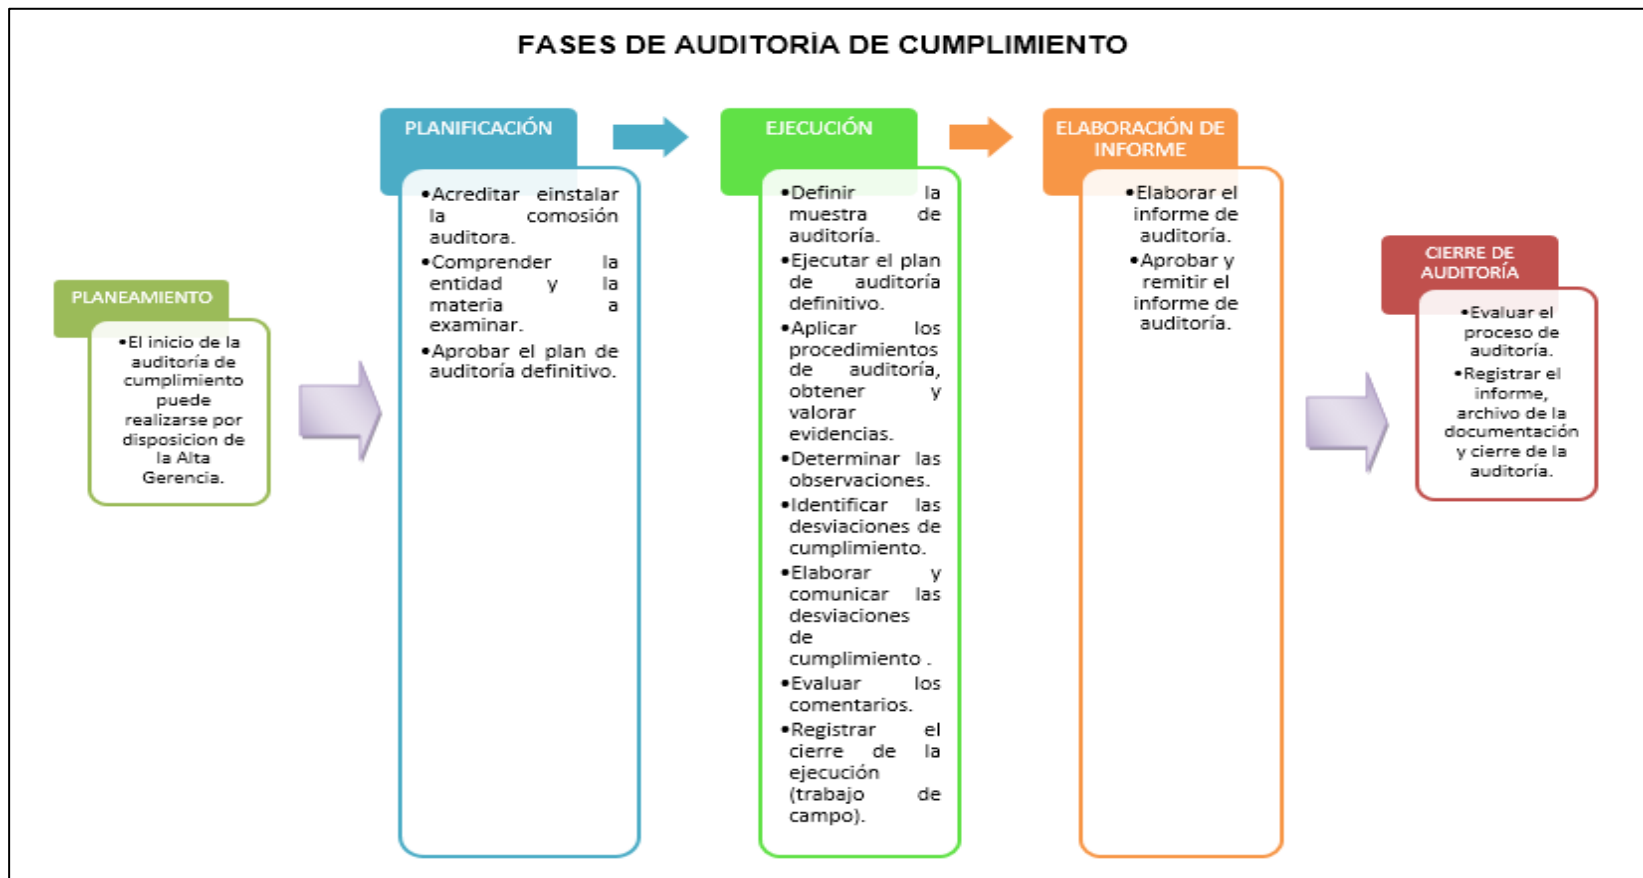 FASES DE AUDITORÍA DE CUMPLIMIENTO
PLANEAMIENTO
•El inicio de la
auditoría de
cumplimiento
puede
realizarse por
disposicion de
la Alta
Gerencia.
PLANIFICACIÓN
•Acreditar einstalar
la comosión
auditora.
•Comprender la
entidad y la
materia a
examinar.
•Aprobar el plan de
auditoría definitivo.
EJECUCIÓN
•Definir la
muestra de
auditoría.
•Ejecutar el plan
de auditoría
definitivo.
•Aplicar los
procedimientos
de auditoría,
obtener y
valorar
evidencias.
•Determinar las
observaciones.
•Identificar las
desviaciones de
cumplimiento.
•Elaborar y
comunicar las
desviaciones
de
cumplimiento .
•Evaluar los
comentarios.
•Registrar el
cierre de la
ejecución
(trabajo de
campo).
ELABORACIÓN DE
INFORME
•Elaborar el
informe de
auditoría.
•Aprobar y
remitir el
informe de
auditoría.
CIERRE DE
AUDITORÍA
•Evaluar el
proceso de
auditoría.
•Registrar el
informe,
archivo de la
documentación
y cierre de la
auditoría.